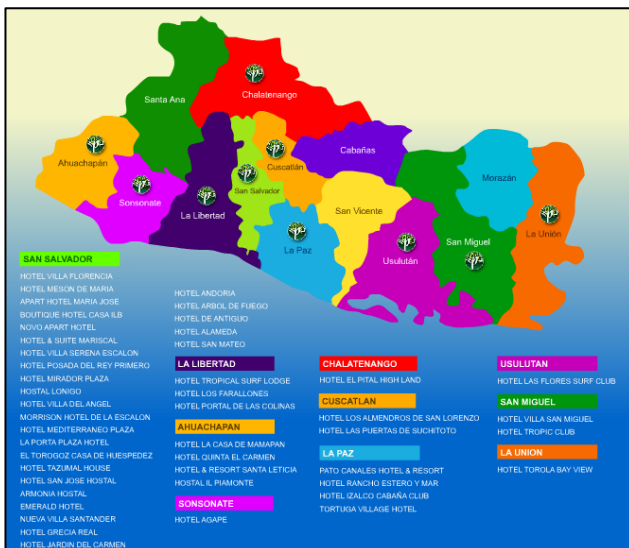 Chalatenango
Santa Ana
Ahuachapán
Cuscatlán
Cabañas
Morazán
Sonsonate
San Salvador
La Libertad
San Vicente
La Unión
La Paz
Usulután
San Miguel
SAN SALVADOR
HOTEL VILLA FLORENCIA
HOTEL MESON DE MARIA
APART HOTEL MARIA JOSE
BOUTIQUE HOTEL CASA ILB
NOVO APART HOTEL
HOTEL & SUITE MARISCAL
HOTEL VILLA SERENA ESCALON
HOTEL POSADA DEL REY PRIMERO
HOTEL MIRADOR PLAZA
HOSTAL LONIGO
HOTEL VILLA DEL ANGEL
MORRISON HOTEL DE LA ESCALON
HOTEL MEDITERRANEO PLAZA
LA PORTA PLAZA HOTEL
EL TOROGOZ CASA DE HUESPEDEZ
HOTEL TAZUMAL HOUSE
HOTEL SAN JOSE HOSTAL
ARMONIA HOSTAL
EMERALD HOTEL
NUEVA VILLA SANTANDER
HOTEL GRECIA REAL
HOTEL JARDIN DEL CARMEN
HOTEL ANDORIA
HOTEL ARBOL DE FUEGO
HOTEL DE ANTIGUO
HOTEL ALAMEDA
HOTEL SAN MATEO
LA LIBERTAD
HOTEL TROPICAL SURF LODGE
HOTEL LOS FARALLONES
HOTEL PORTAL DE LAS COLINAS
AHUACHAPAN
HOTEL LA CASA DE MAMAPAN
HOTEL QUINTA EL CARMEN
HOTEL & RESORT SANTA LETICIA
HOSTAL IL PIAMONTE
SONSONATE
HOTEL AGAPE
CHALATENANGO
HOTEL EL PITAL HIGH LAND
CUSCATLAN
HOTEL LOS ALMENDROS DE SAN LORENZO
HOTEL LAS PUERTAS DE SUCHITOTO
LA PAZ
PATO CANALES HOTEL & RESORT
HOTEL RANCHO ESTERO Y MAR
HOTEL IZALCO CABAÑA CLUB
TORTUGA VILLAGE HOTEL
USULUTAN
HOTEL LAS FLORES SURF CLUB
SAN MIGUEL
HOTEL VILLA SAN MIGUEL
HOTEL TROPIC CLUB
LA UNION
HOTEL TOROLA BAY VIEW